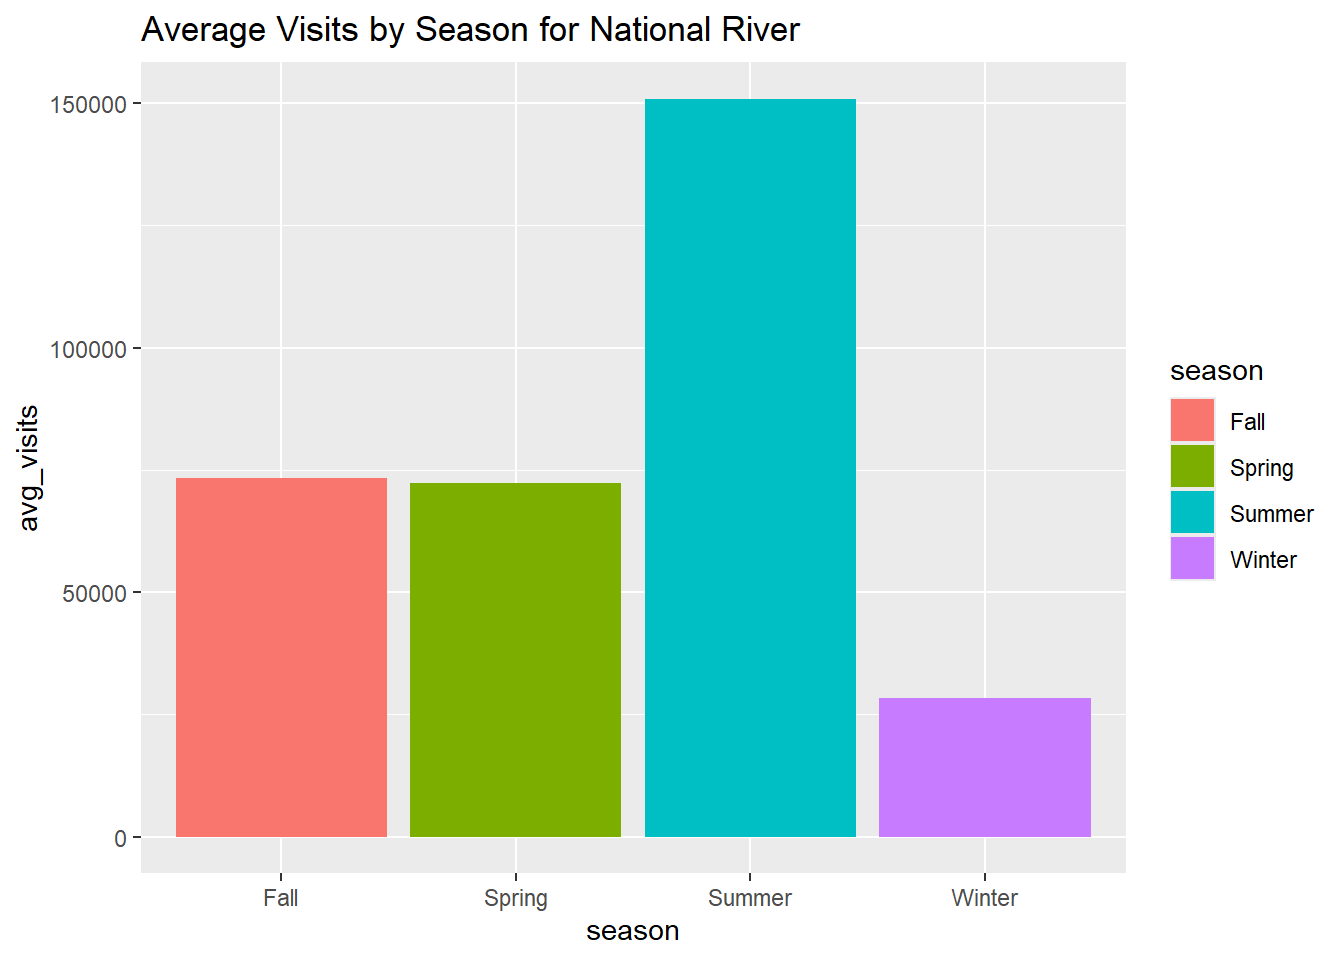 Average Visits by Season for National River
avg_visits
150000
100000
50000
0
Fall
Spring
Summer
Winter
season
season
Fall
Spring
Summer
Winter